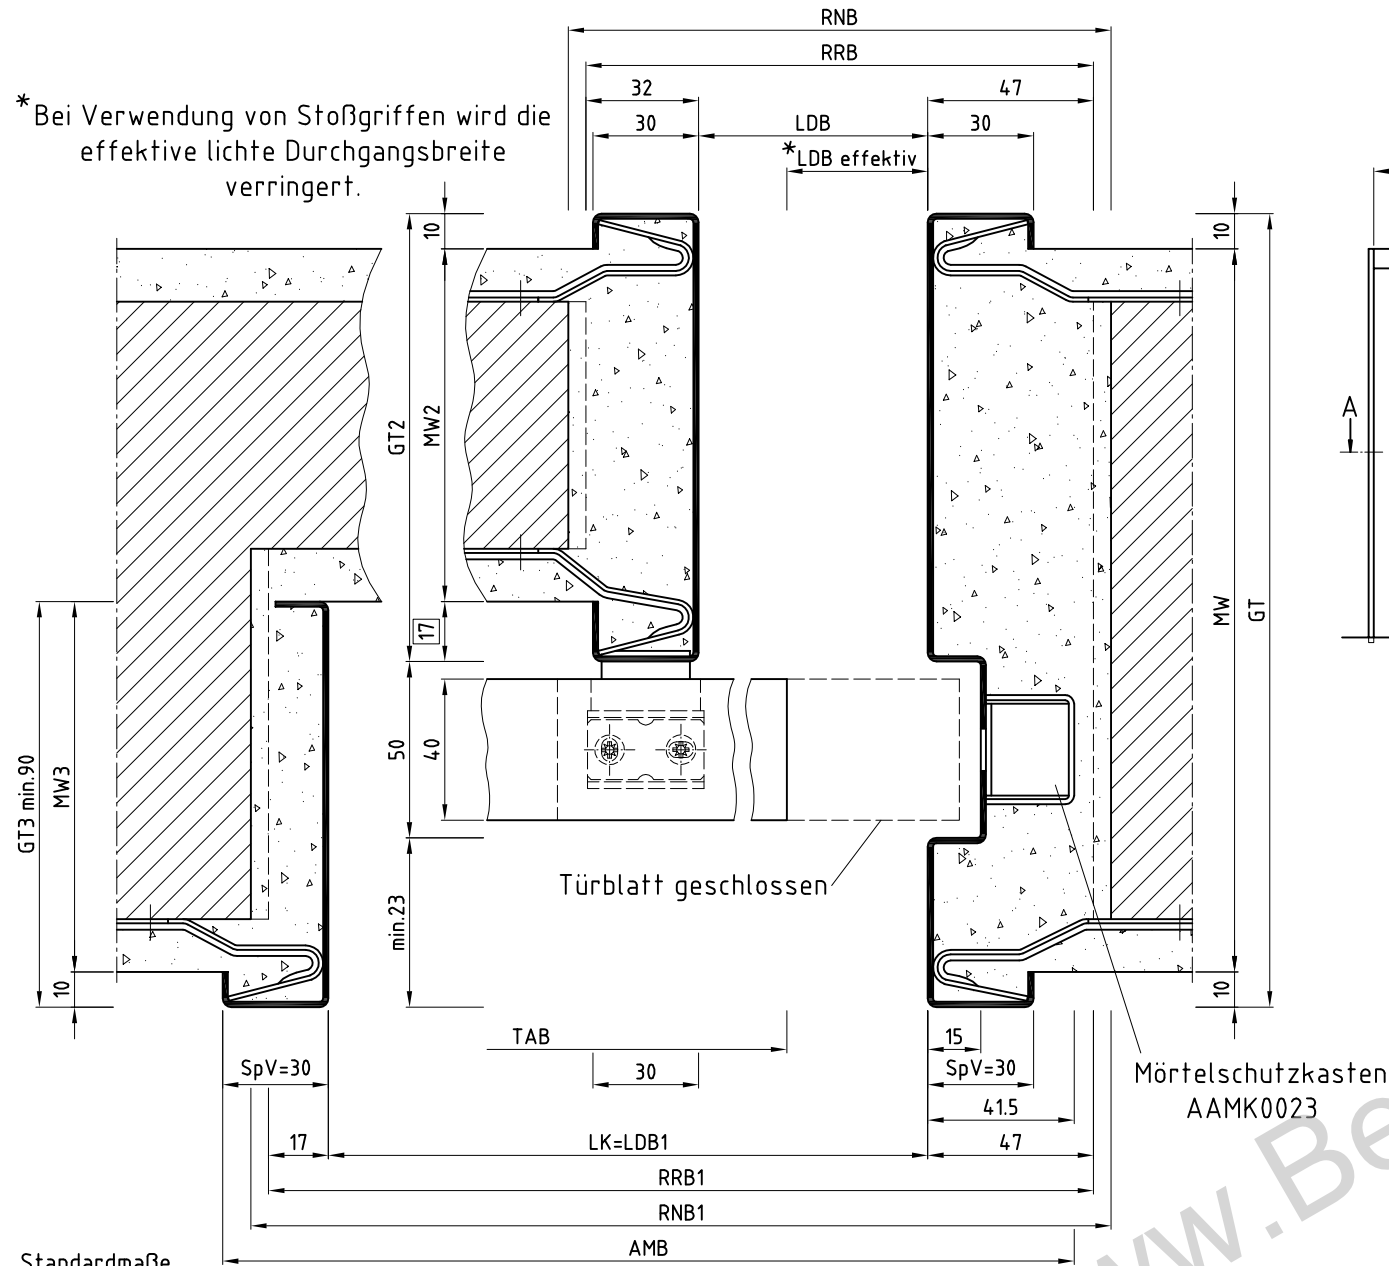 RNB
RRB
32
47
*Bei Verwendung von Stoßgriffen wird die
effektive lichte Durchgangsbreite
verringert.
30
LDB
30
*LDB effektiv
10
10
GT2
MW2
A
MW
GT
17
GT3 min.90
MW3
50
40
Türblatt geschlossen
min.23
10
10
TAB
15
SpV=30
30
SpV=30
Mörtelschutzkasten
AAMK0023
41.5
17
LK=LDB1
47
RRB1
RNB1
AMB
Standardmaße